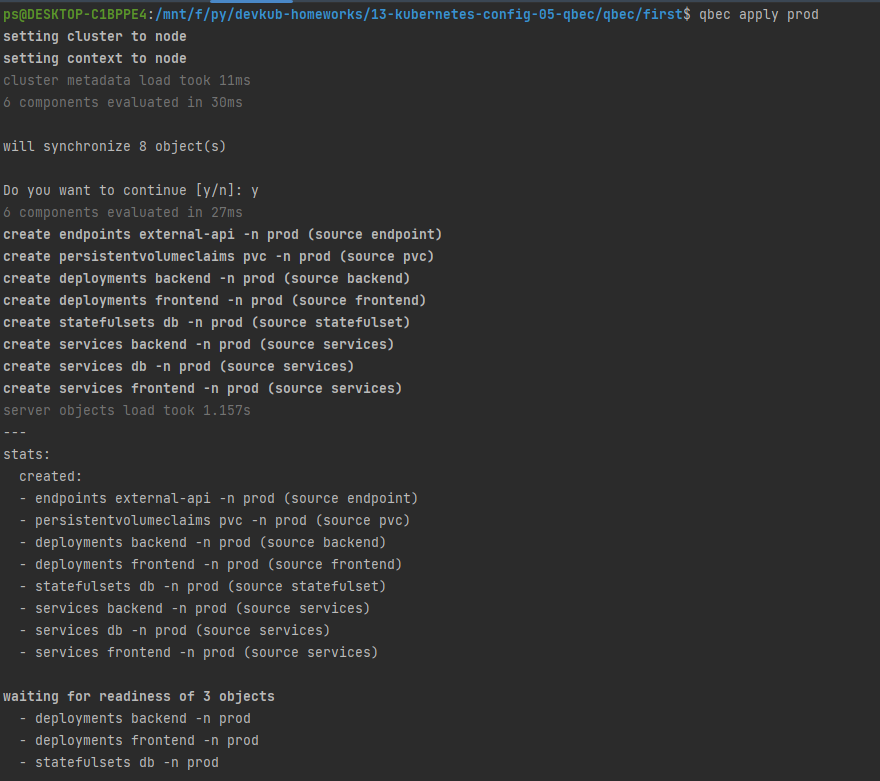 ps@DESKTOP-C1BPPE4:/mnt/f/py/devkub-homeworks/13-kubernetes-config-05-qbec/qbec/first$ qbec apply prod
setting cluster to node
setting context to node
cluster metadata load took 11ms
6 components evaluated in 30ms

will synchronize 8 object(s)

Do you want to continue [y/n]: y
6 components evaluated in 27ms
create endpoints external-api -n prod (source endpoint)
create persistentvolumeclaims pvc -n prod (source pvc)
create deployments backend -n prod (source backend)
create deployments frontend -n prod (source frontend)
create statefulsets db -n prod (source statefulset)
create services backend -n prod (source services)
create services db -n prod (source services)
create services frontend -n prod (source services)
server objects load took 1.157s
---
stats:
  created:
  - endpoints external-api -n prod (source endpoint)
  - persistentvolumeclaims pvc -n prod (source pvc)
  - deployments backend -n prod (source backend)
  - deployments frontend -n prod (source frontend)
  - statefulsets db -n prod (source statefulset)
  - services backend -n prod (source services)
  - services db -n prod (source services)
  - services frontend -n prod (source services)

waiting for readiness of 3 objects
  - deployments backend -n prod
  - deployments frontend -n prod
  - statefulsets db -n prod